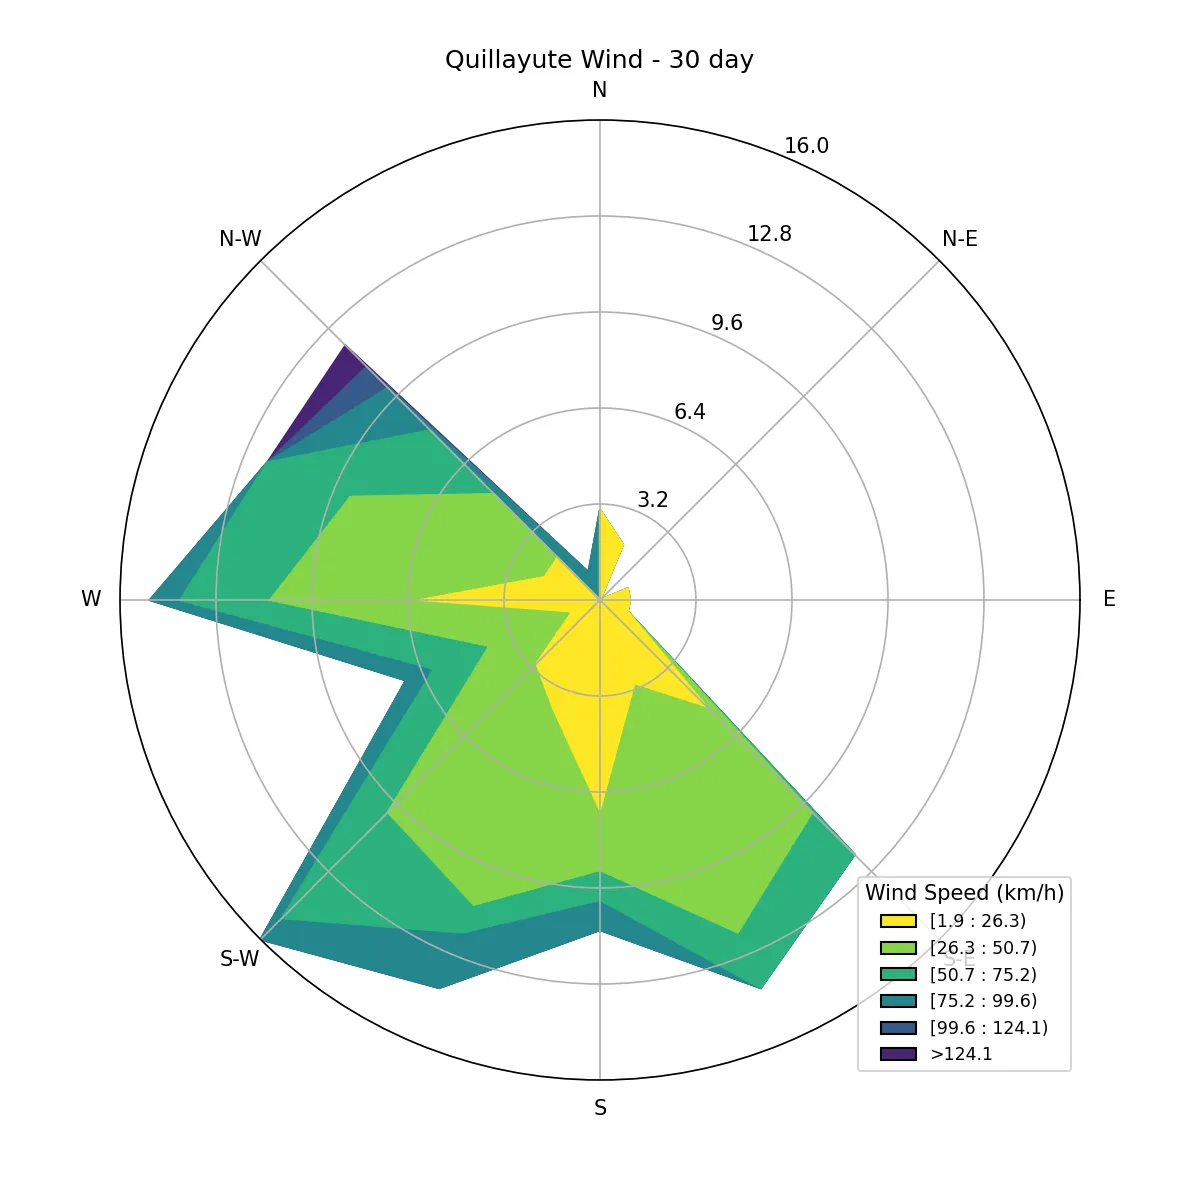 Quillayute Wind - 30 day
N
16.0
12.8
N-W
N-E
9.6
6.4
3.2
W
E
Wind Speed (km/h)
[1.9 : 26.3)
[26.3 : 50.7)
[50.7 : 75.2)
[75.2 : 99.6)
[99.6 : 124.1)
>124.1
S-W
S-E
S